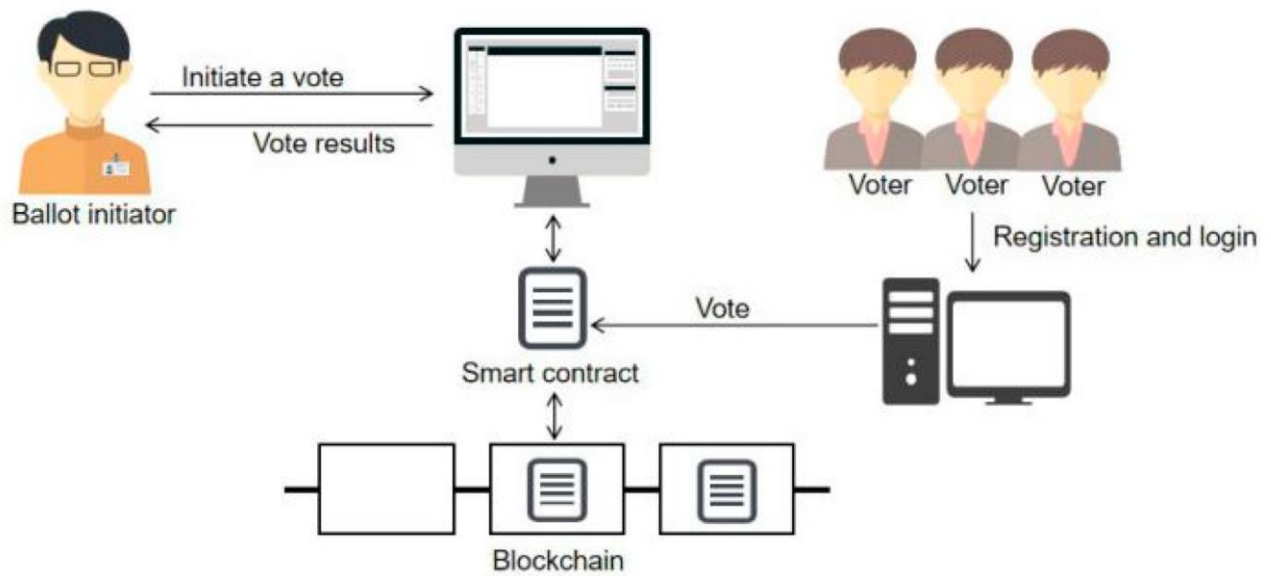 Initiate a vote
Vote results
Ballot initiator
Voter Voter Voter
Registration and login
Vote
Smart contract
Blockchain